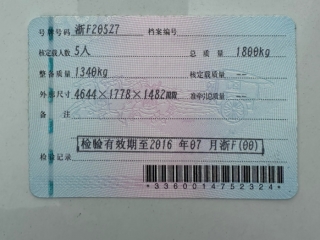 号牌号码 浙F20527 档案编号
核定载人数 5人 总质量 1800kg
整备质量 1340kg 核定载质量 --
外廓尺寸 4644×1778×1482mm 准牵引总质量 --
备注
检验有效期至2016年07月浙F(00)
检验记录
*3360014752324*